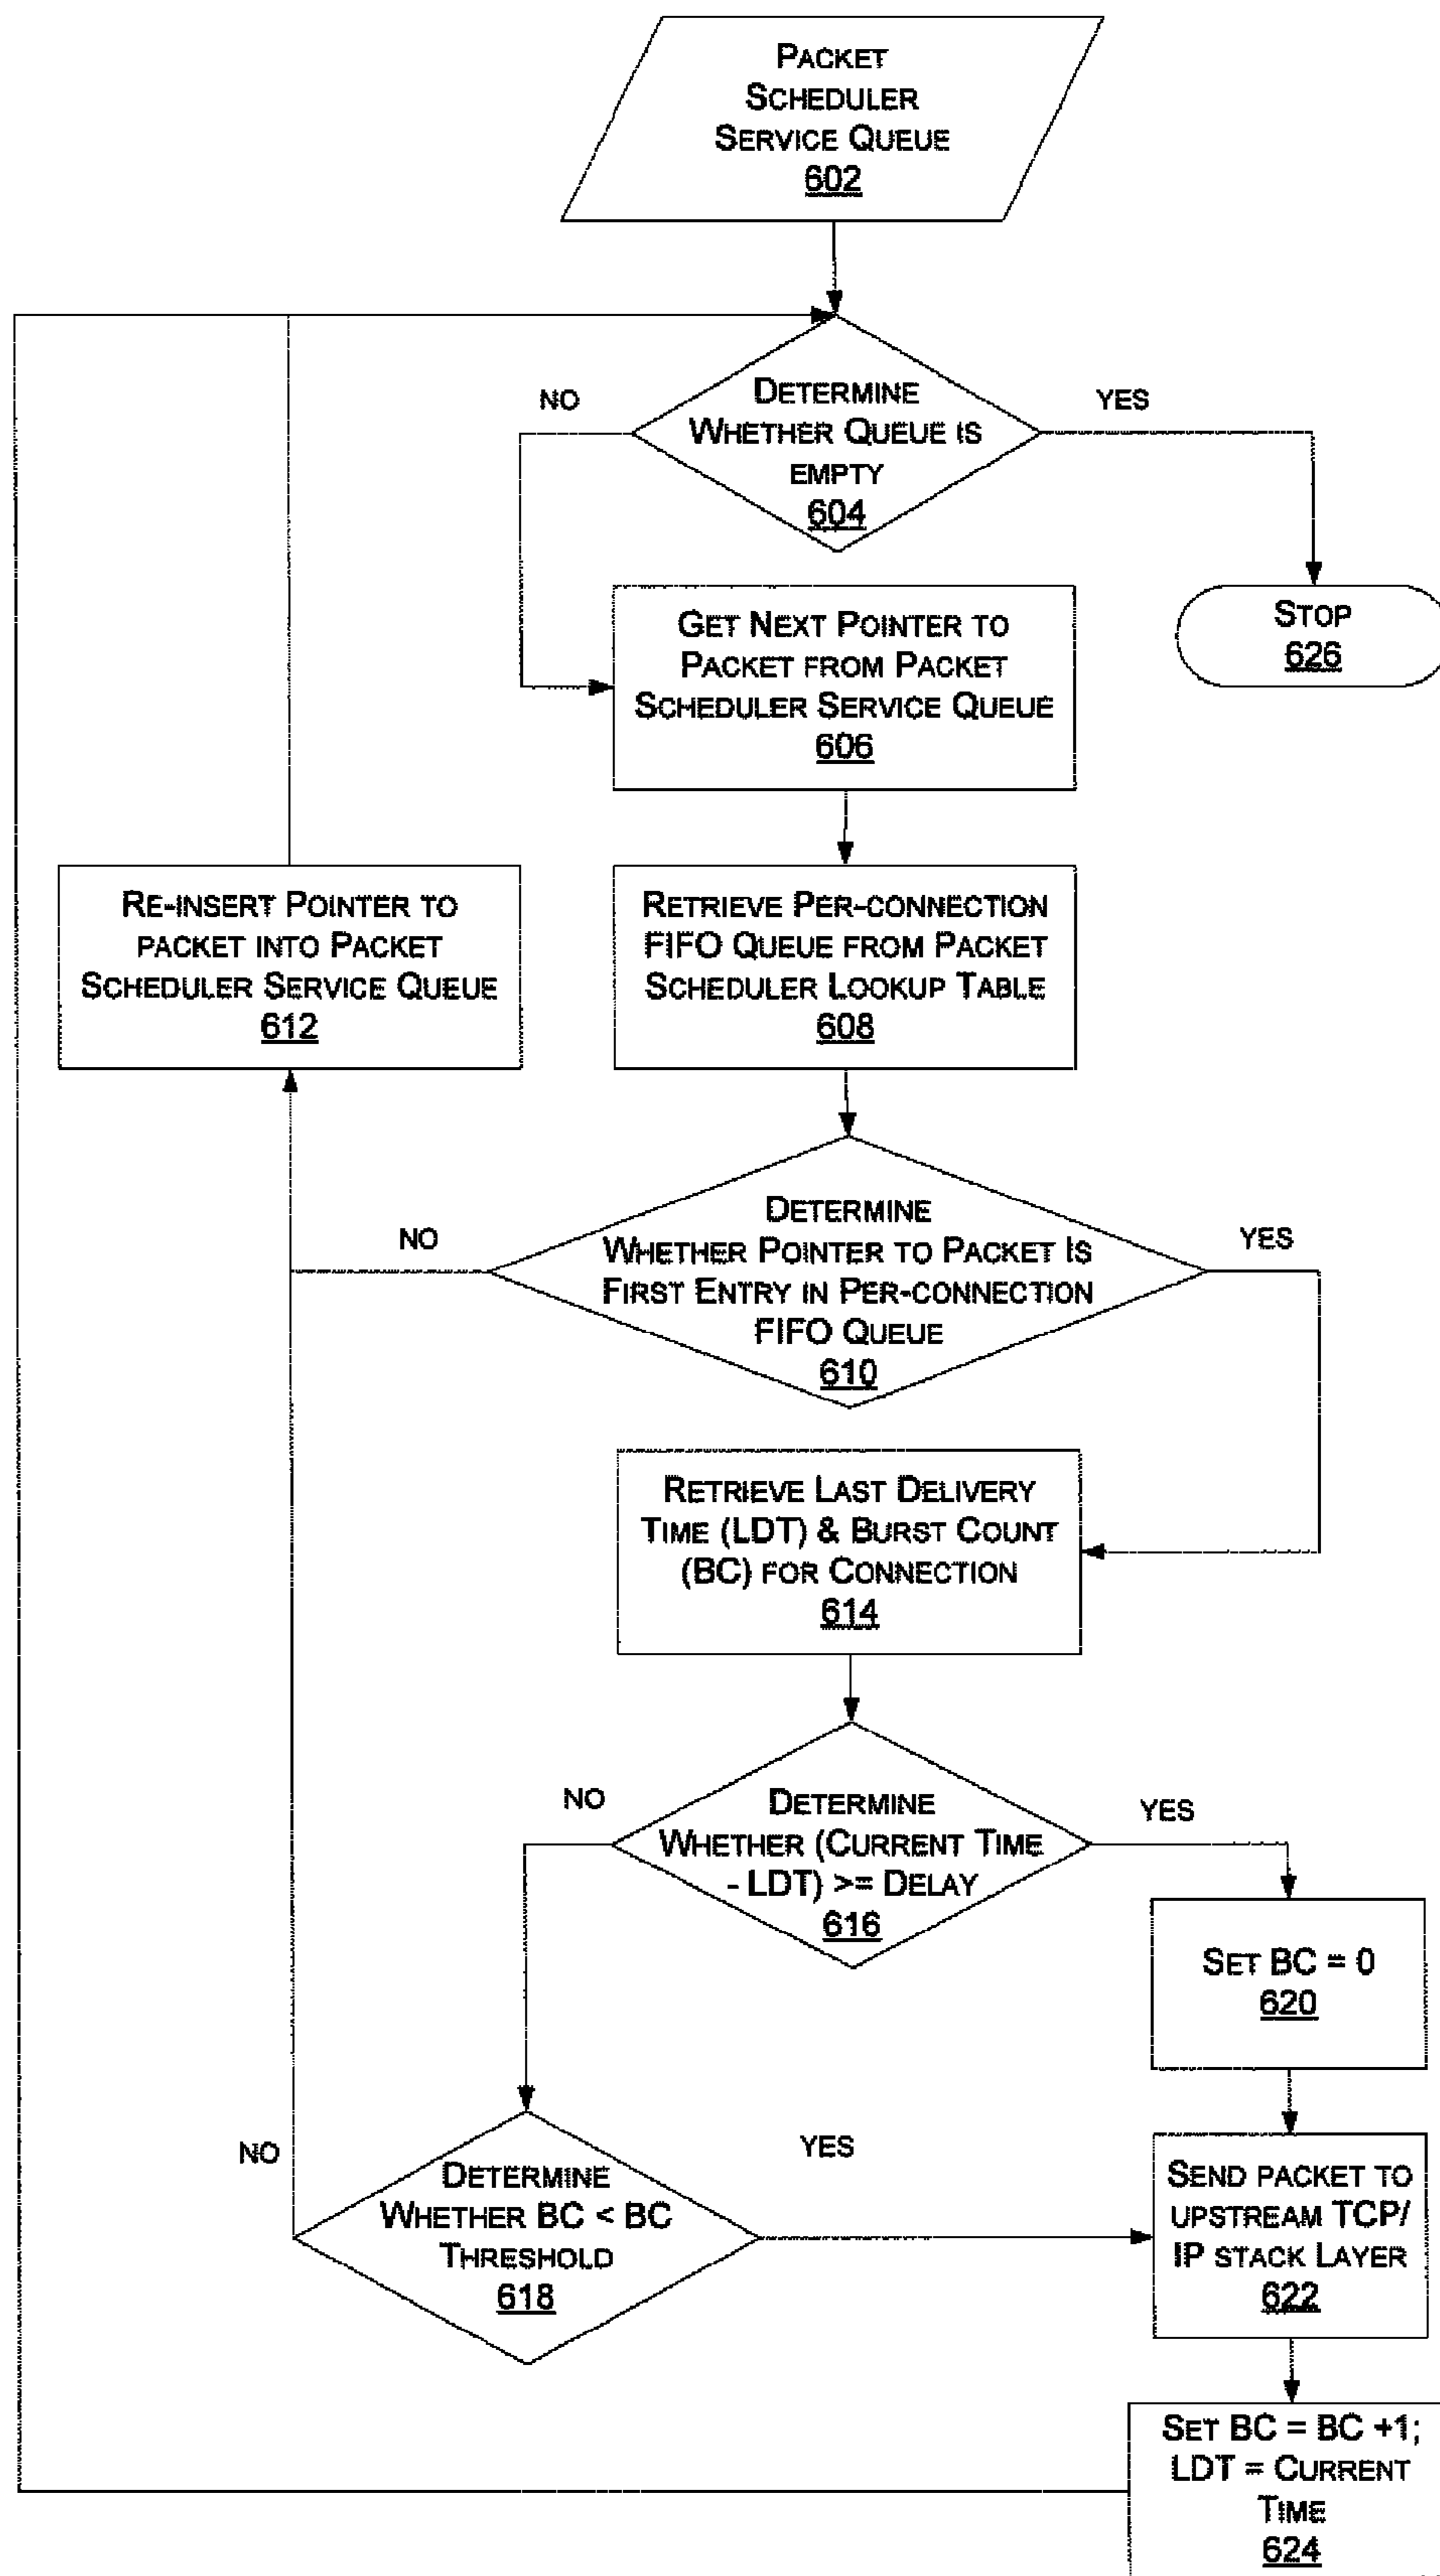 PACKET
SCHEDULER
SERVICE QUEUE
602
NO
YES
DETERMINE
WHETHER QUEUE IS
EMPTY
604
GET NEXT POINTER TO
PACKET FROM PACKET
SCHEDULER SERVICE QUEUE
606
STOP
626
RE-INSERT POINTER TO
PACKET INTO PACKET
SCHEDULER SERVICE QUEUE
612
RETRIEVE PER-CONNECTION
FIFO QUEUE FROM PACKET
SCHEDULER LOOKUP TABLE
608
NO
YES
DETERMINE
WHETHER POINTER TO PACKET IS
FIRST ENTRY IN PER-CONNECTION
FIFO QUEUE
610
RETRIEVE LAST DELIVERY
TIME (LDT) & BURST COUNT
(BC) FOR CONNECTION
614
NO
YES
DETERMINE
WHETHER (CURRENT TIME
- LDT) >= DELAY
616
SET BC = 0
620
NO
YES
DETERMINE
WHETHER BC < BC
THRESHOLD
618
SEND PACKET TO
UPSTREAM TCP/
IP STACK LAYER
622
SET BC = BC +1;
LDT = CURRENT
TIME
624